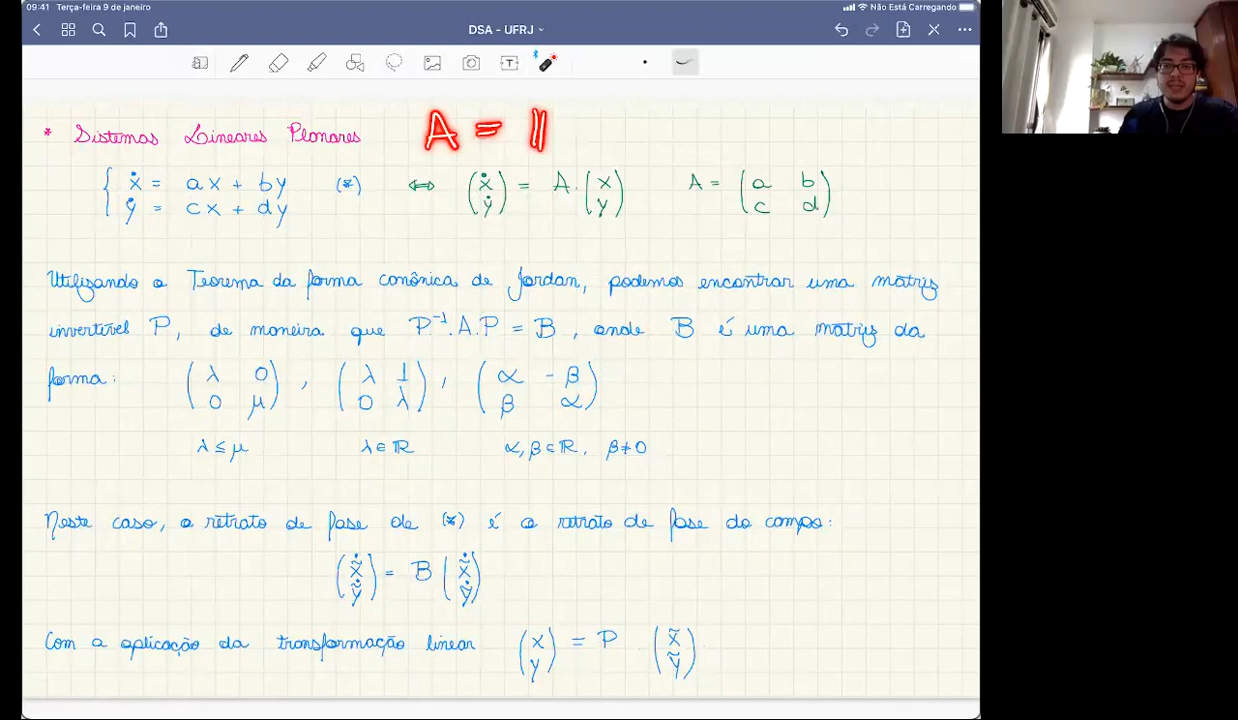 09:41 Terça-feira 9 de janeiro Não Está Carregando
DSA - UFRJ
* Sistemas Lineares Planares A = 11
{ ẋ = ax + by
ẏ = cx + dy (*) ⇔ (ẋ ẏ) = A · (x y) A = (a b
c d)
Utilizando o Teorema da forma canônica de Jordan, podemos encontrar uma matriz
invertível P, de maneira que P⁻¹.A.P = B, onde B é uma matriz da
forma: (λ 0
0 μ), (λ 1
0 λ), (α -β
β α)
λ ≤ μ λ ∈ ℝ α, β ∈ ℝ, β ≠ 0
Neste caso, o retrato de fase de (*) é o retrato de fase do campo:
(x̃̇ ỹ̇) = B (x̃̇ ỹ̇)
Com a aplicação da transformação linear (x y) = P (x̃ ỹ)